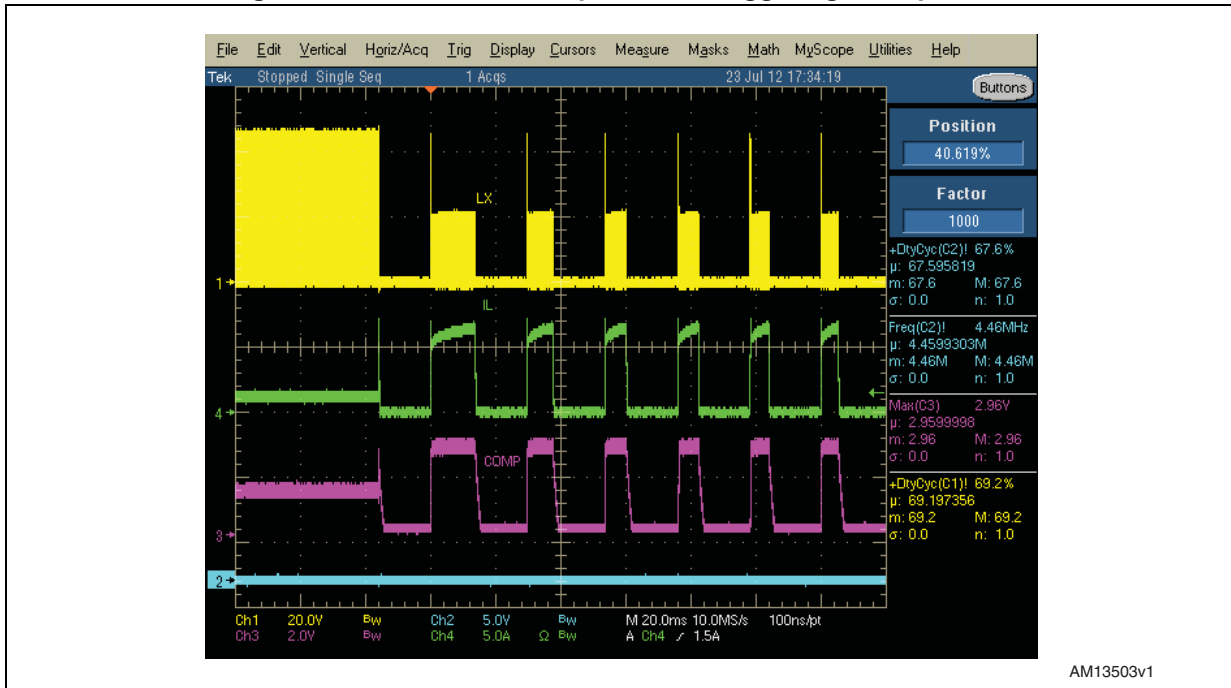 File Edit Vertical Horiz/Acq Trig Display Cursors Measure Masks Math MyScope Utilities Help
Tek Stopped Single Seq 1 Acqs 23 Jul 12 17:34:19
Buttons
Position
40.619%
Factor
1000
LX
+DtyCyc(C2)! 67.6%
µ: 67.595819
m: 67.6 M: 67.6
σ: 0.0 n: 1.0
1
IL
Freq(C2)! 4.46MHz
µ: 4.4599303M
m: 4.46M M: 4.46M
σ: 0.0 n: 1.0
4
Max(C3) 2.96V
µ: 2.9599998
m: 2.96 M: 2.96
σ: 0.0 n: 1.0
COMP
+DtyCyc(C1)! 69.2%
µ: 69.197356
m: 69.2 M: 69.2
σ: 0.0 n: 1.0
3
2
Ch1 20.0V Bw Ch2 5.0V Bw M 20.0ms 10.0MS/s 100ns/pt
Ch3 2.0V Bw Ch4 5.0A Ω Bw A Ch4 / 1.5A
AM13503v1